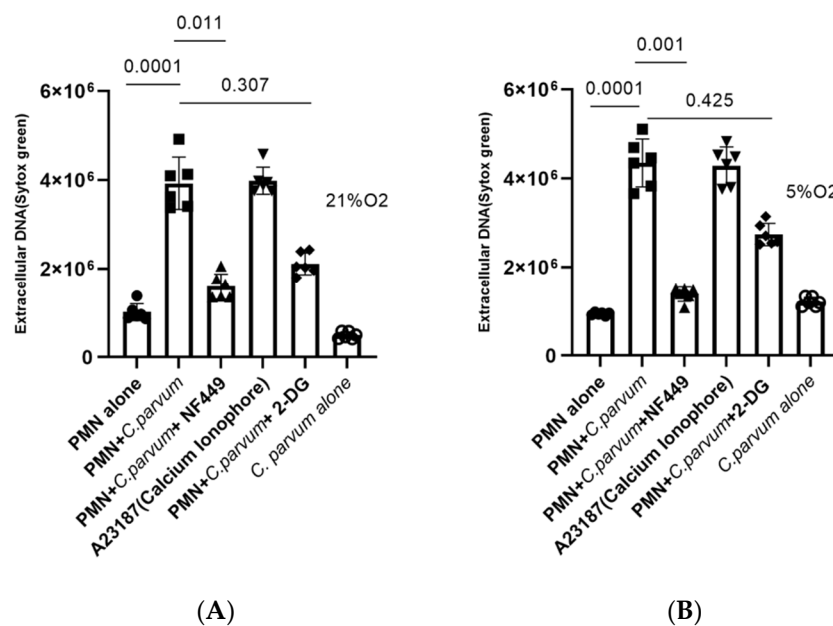 0.011
0.0001
0.307
6×10⁶
4×10⁶
2×10⁶
0
Extracellular DNA(Sytox green)
21%O2
PMN alone
PMN+C.parvum
PMN+C.parvum+ NF449
A23187(Calcium Ionophore)
PMN+C.parvum+ 2-DG
C. parvum alone
(A)
0.001
0.0001
0.425
6×10⁶
4×10⁶
2×10⁶
0
Extracellular DNA(Sytox green)
5%O2
PMN alone
PMN+C.parvum
PMN+C.parvum+NF449
A23187(Calcium Ionophore)
PMN+C.parvum+2-DG
C.parvum alone
(B)